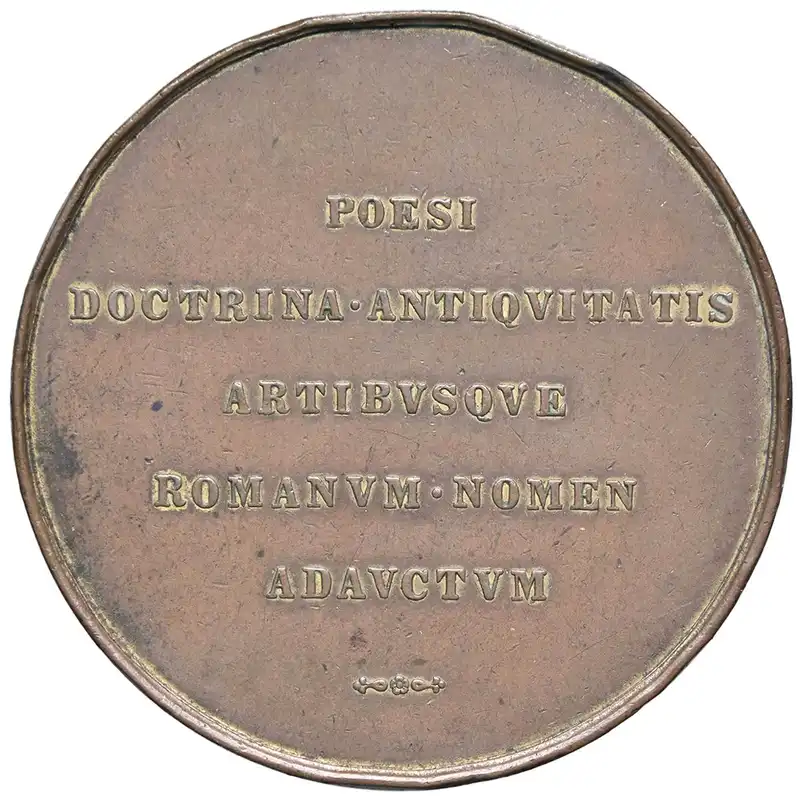 POESI
DOCTRINA·ANTIQVITATIS
ARTIBVSQVE
ROMANVM·NOMEN
ADAVCTVM